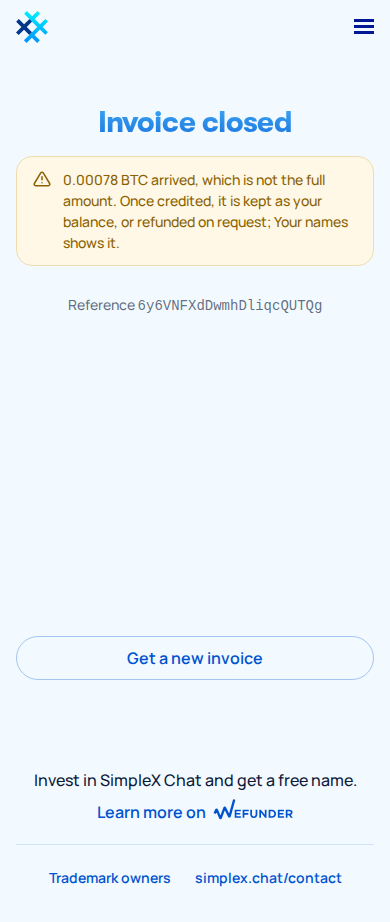 Invoice closed
0.00078 BTC arrived, which is not the full
amount. Once credited, it is kept as your
balance, or refunded on request; Your names
shows it.
Reference 6y6VNFXdDwmhDliqcQUTQg
Get a new invoice
Invest in SimpleX Chat and get a free name.
Learn more on WEFUNDER
Trademark owners simplex.chat/contact